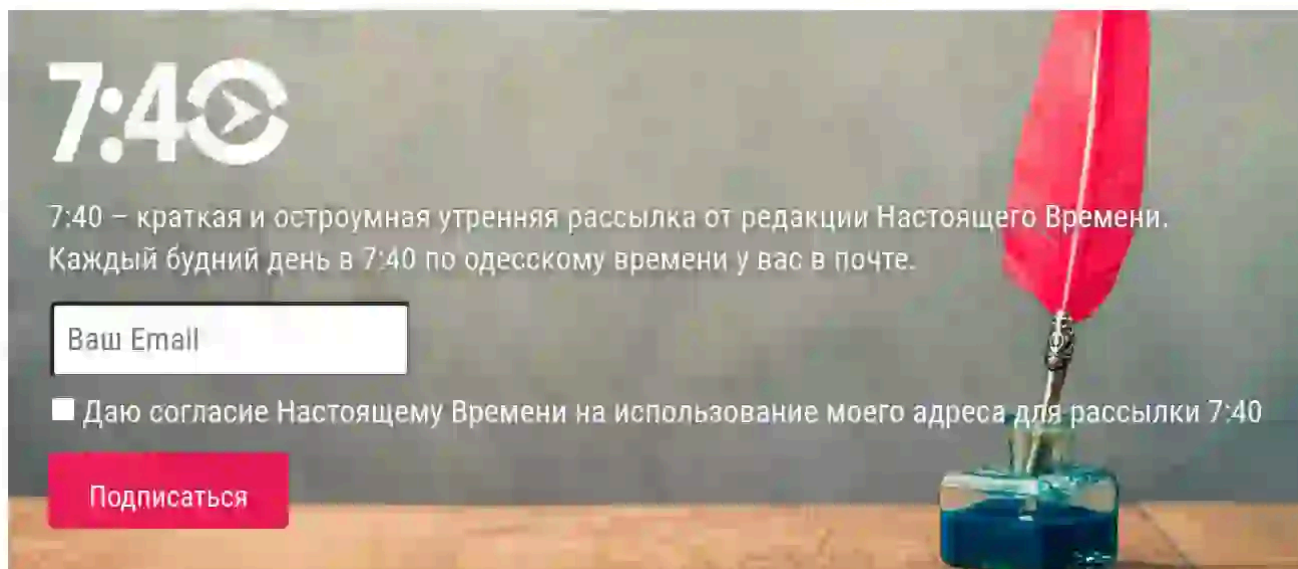 7:40
7:40 – краткая и остроумная утренняя рассылка от редакции Настоящего Времени.
Каждый будний день в 7:40 по одесскому времени у вас в почте.
Ваш Email
Даю согласие Настоящему Времени на использование моего адреса для рассылки 7:40
Подписаться